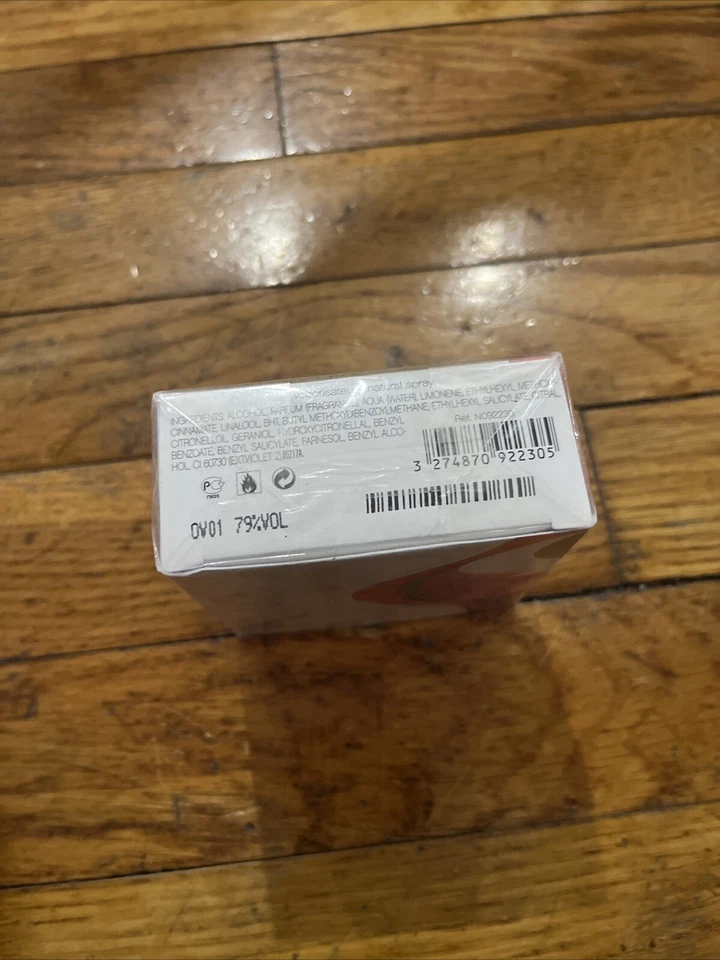 natural spray
INGREDIENTS ALCOHOL, PARFUM (FRAGRANCE), AQUA (WATER), LIMONENE, ETHYLHEXYL METHOXY-
CINNAMATE, LINALOOL, BHT, BUTYL METHOXYDIBENZOYLMETHANE, ETHYLHEXYL SALICYLATE, CITRAL,
CITRONELLOL, GERANIOL, HYDROXYCITRONELLAL, BENZYL
BENZOATE, BENZYL SALICYLATE, FARNESOL, BENZYL ALCO-
HOL, CI 60730 (EXT.VIOLET 2)
Réf. N092230
3 274870 922305
0V01 79%VOL